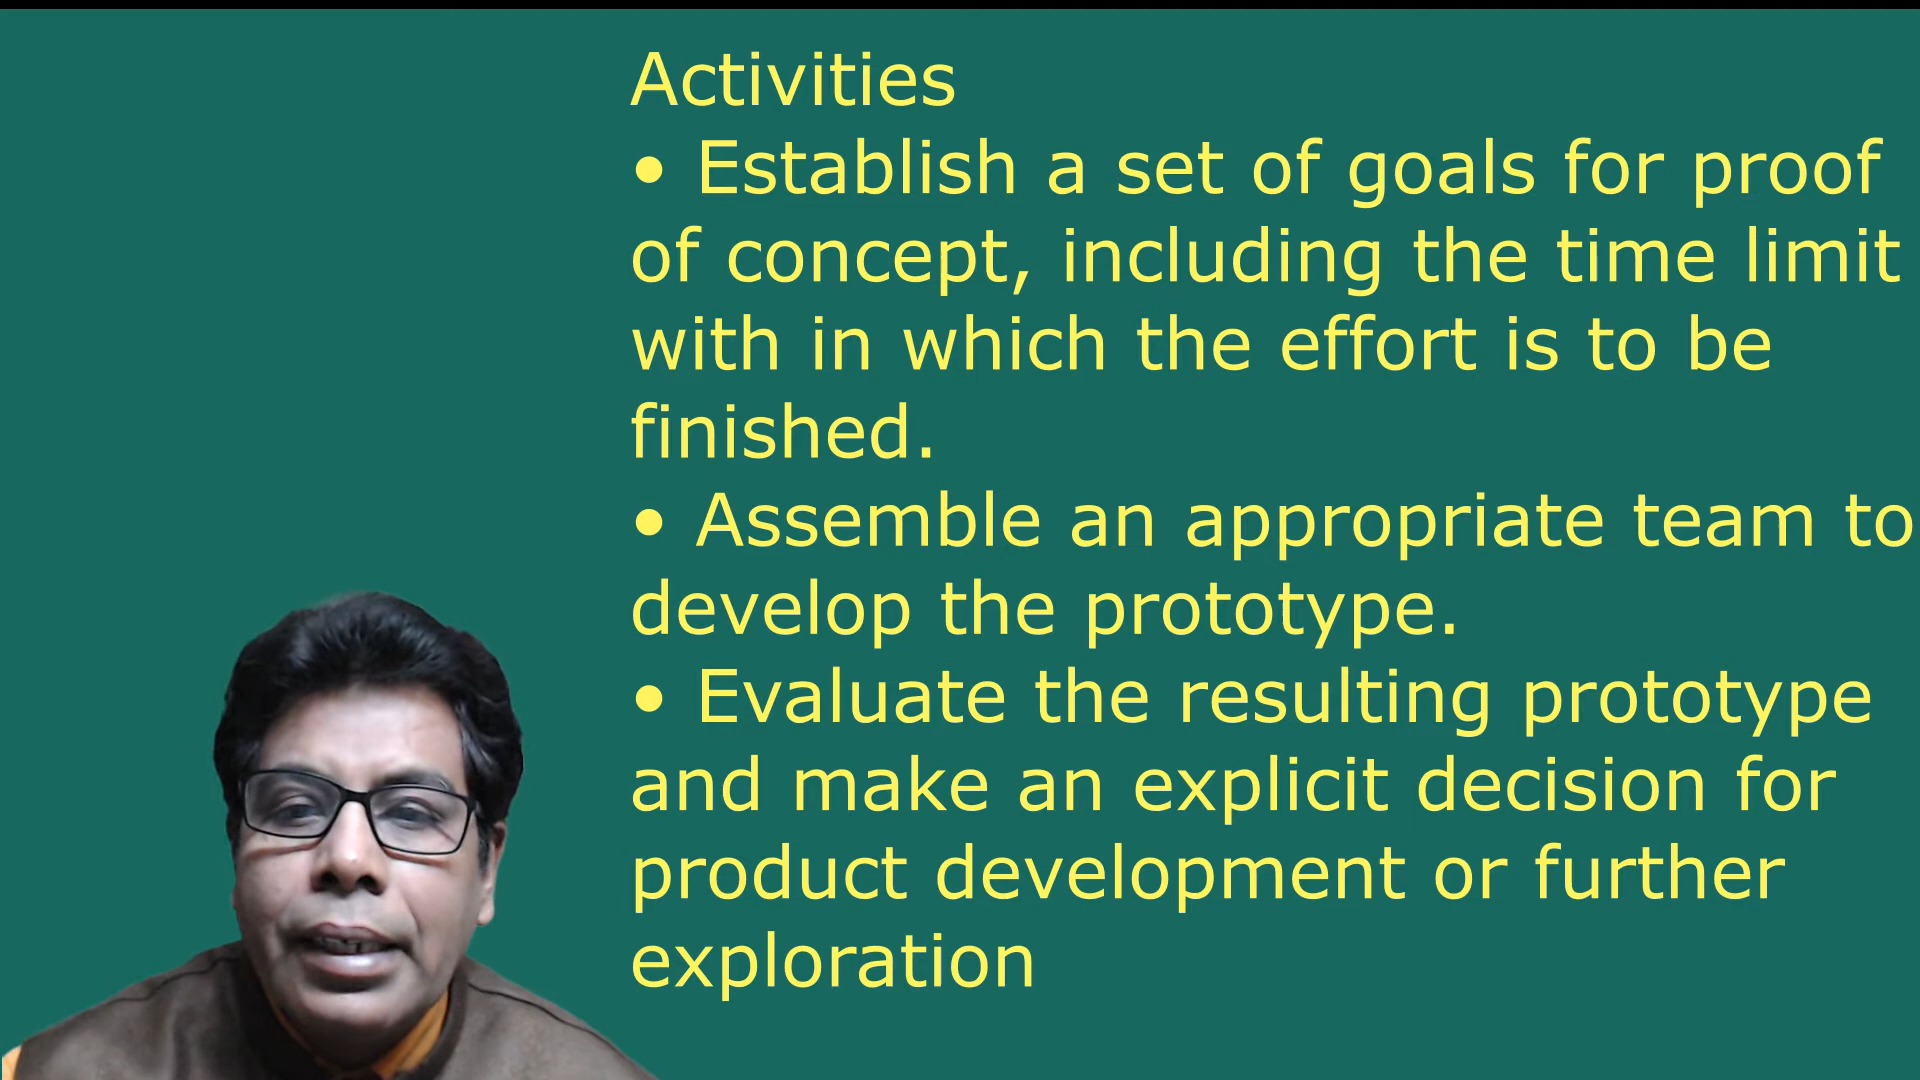 Activities
• Establish a set of goals for proof
of concept, including the time limit
with in which the effort is to be
finished.
• Assemble an appropriate team to
develop the prototype.
• Evaluate the resulting prototype
and make an explicit decision for
product development or further
exploration